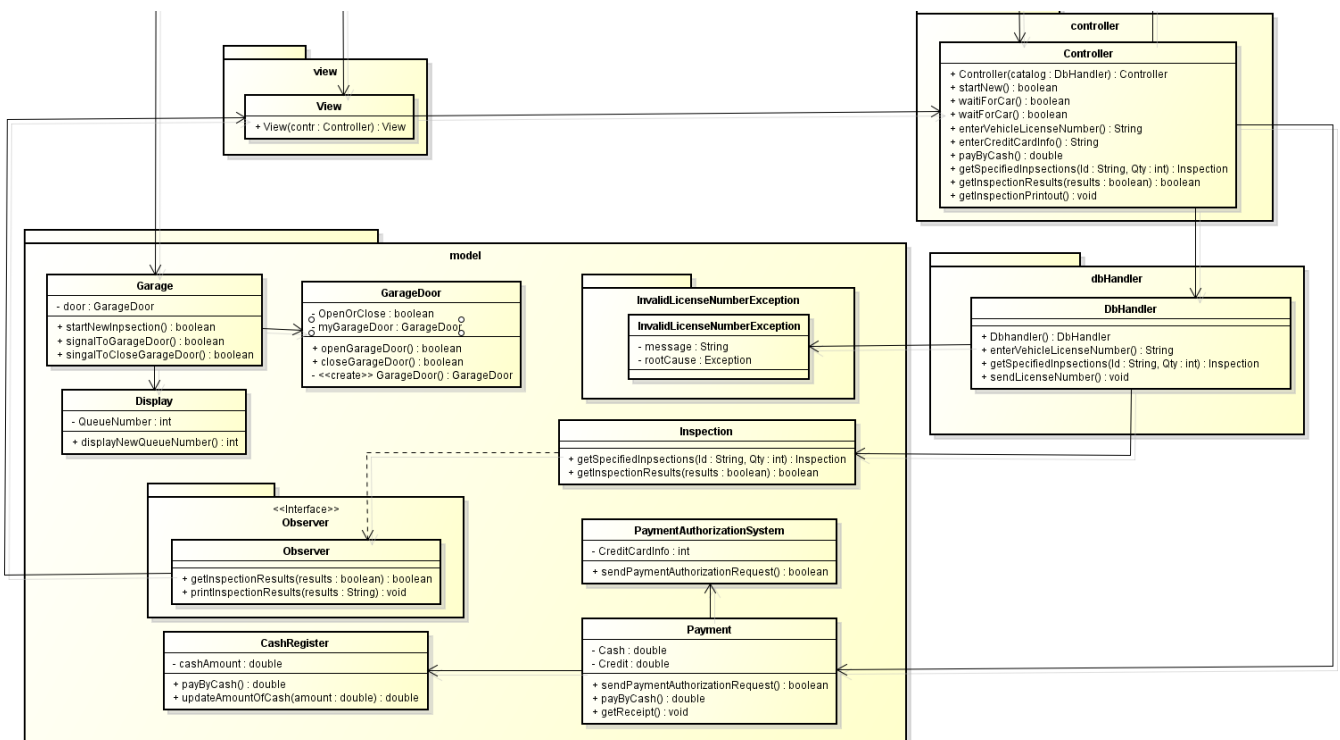 controller
Controller
+ Controller(catalog : DbHandler) : Controller
+ startNew() : boolean
+ waitiForCar() : boolean
+ waitForCar() : boolean
+ enterVehicleLicenseNumber() : String
+ enterCreditCardInfo() : String
+ payByCash() : double
+ getSpecifiedInpsections(Id : String, Qty : int) : Inspection
+ getInspectionResults(results : boolean) : boolean
+ getInspectionPrintout() : void
view
View
+ View(contr : Controller) : View
model
Garage
- door : GarageDoor
+ startNewInpsection() : boolean
+ signalToGarageDoor() : boolean
+ singalToCloseGarageDoor() : boolean
GarageDoor
- OpenOrClose : boolean
- myGarageDoor : GarageDoor
+ openGarageDoor() : boolean
+ closeGarageDoor() : boolean
- <<create>> GarageDoor() : GarageDoor
InvalidLicenseNumberException
InvalidLicenseNumberException
- message : String
- rootCause : Exception
dbHandler
DbHandler
+ Dbhandler() : DbHandler
+ enterVehicleLicenseNumber() : String
+ getSpecifiedInpsections(Id : String, Qty : int) : Inspection
+ sendLicenseNumber() : void
Display
- QueueNumber : int
+ displayNewQueueNumber() : int
Inspection
+ getSpecifiedInpsections(Id : String, Qty : int) : Inspection
+ getInspectionResults(results : boolean) : boolean
<<Interface>>
Observer
Observer
+ getInspectionResults(results : boolean) : boolean
+ printInspectionResults(results : String) : void
PaymentAuthorizationSystem
- CreditCardInfo : int
+ sendPaymentAuthorizationRequest() : boolean
CashRegister
- cashAmount : double
+ payByCash() : double
+ updateAmountOfCash(amount : double) : double
Payment
- Cash : double
- Credit : double
+ sendPaymentAuthorizationRequest() : boolean
+ payByCash() : double
+ getReceipt() : void